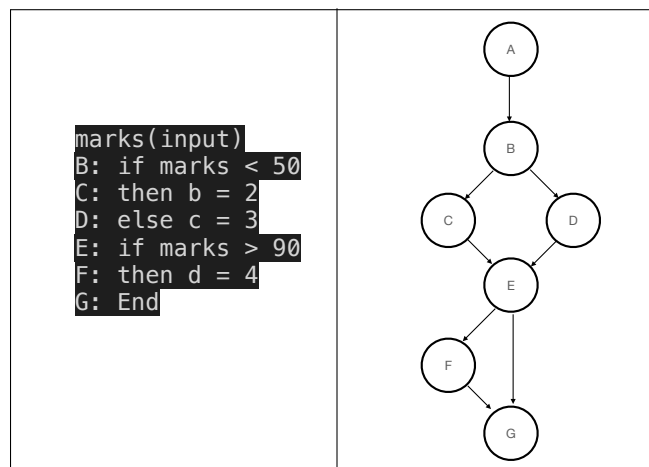 marks(input)
B: if marks < 50
C: then b = 2
D: else c = 3
E: if marks > 90
F: then d = 4
G: End
A
B
C
D
E
F
G